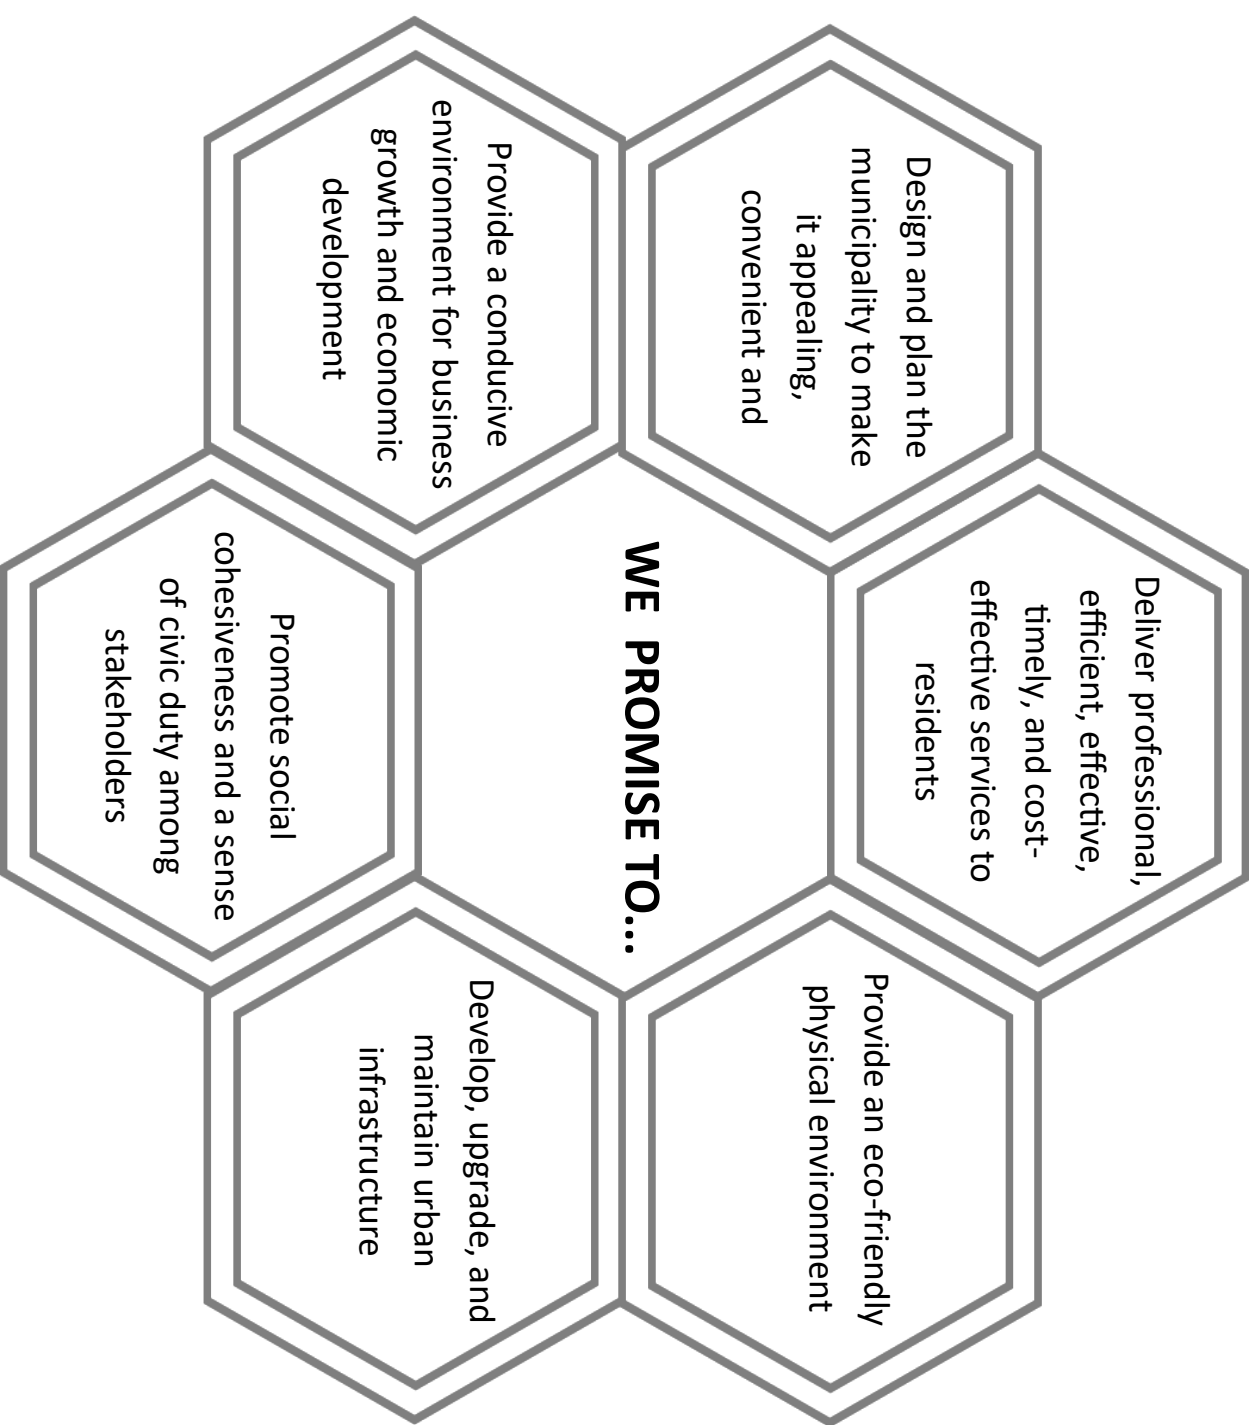 Deliver professional,
efficient, effective,
timely, and cost-
effective services to
residents
Design and plan the
municipality to make
it appealing,
convenient and
Provide an eco-friendly
physical environment
WE PROMISE TO...
Provide a conducive
environment for business
growth and economic
development
Develop, upgrade, and
maintain urban
infrastructure
Promote social
cohesiveness and a sense
of civic duty among
stakeholders